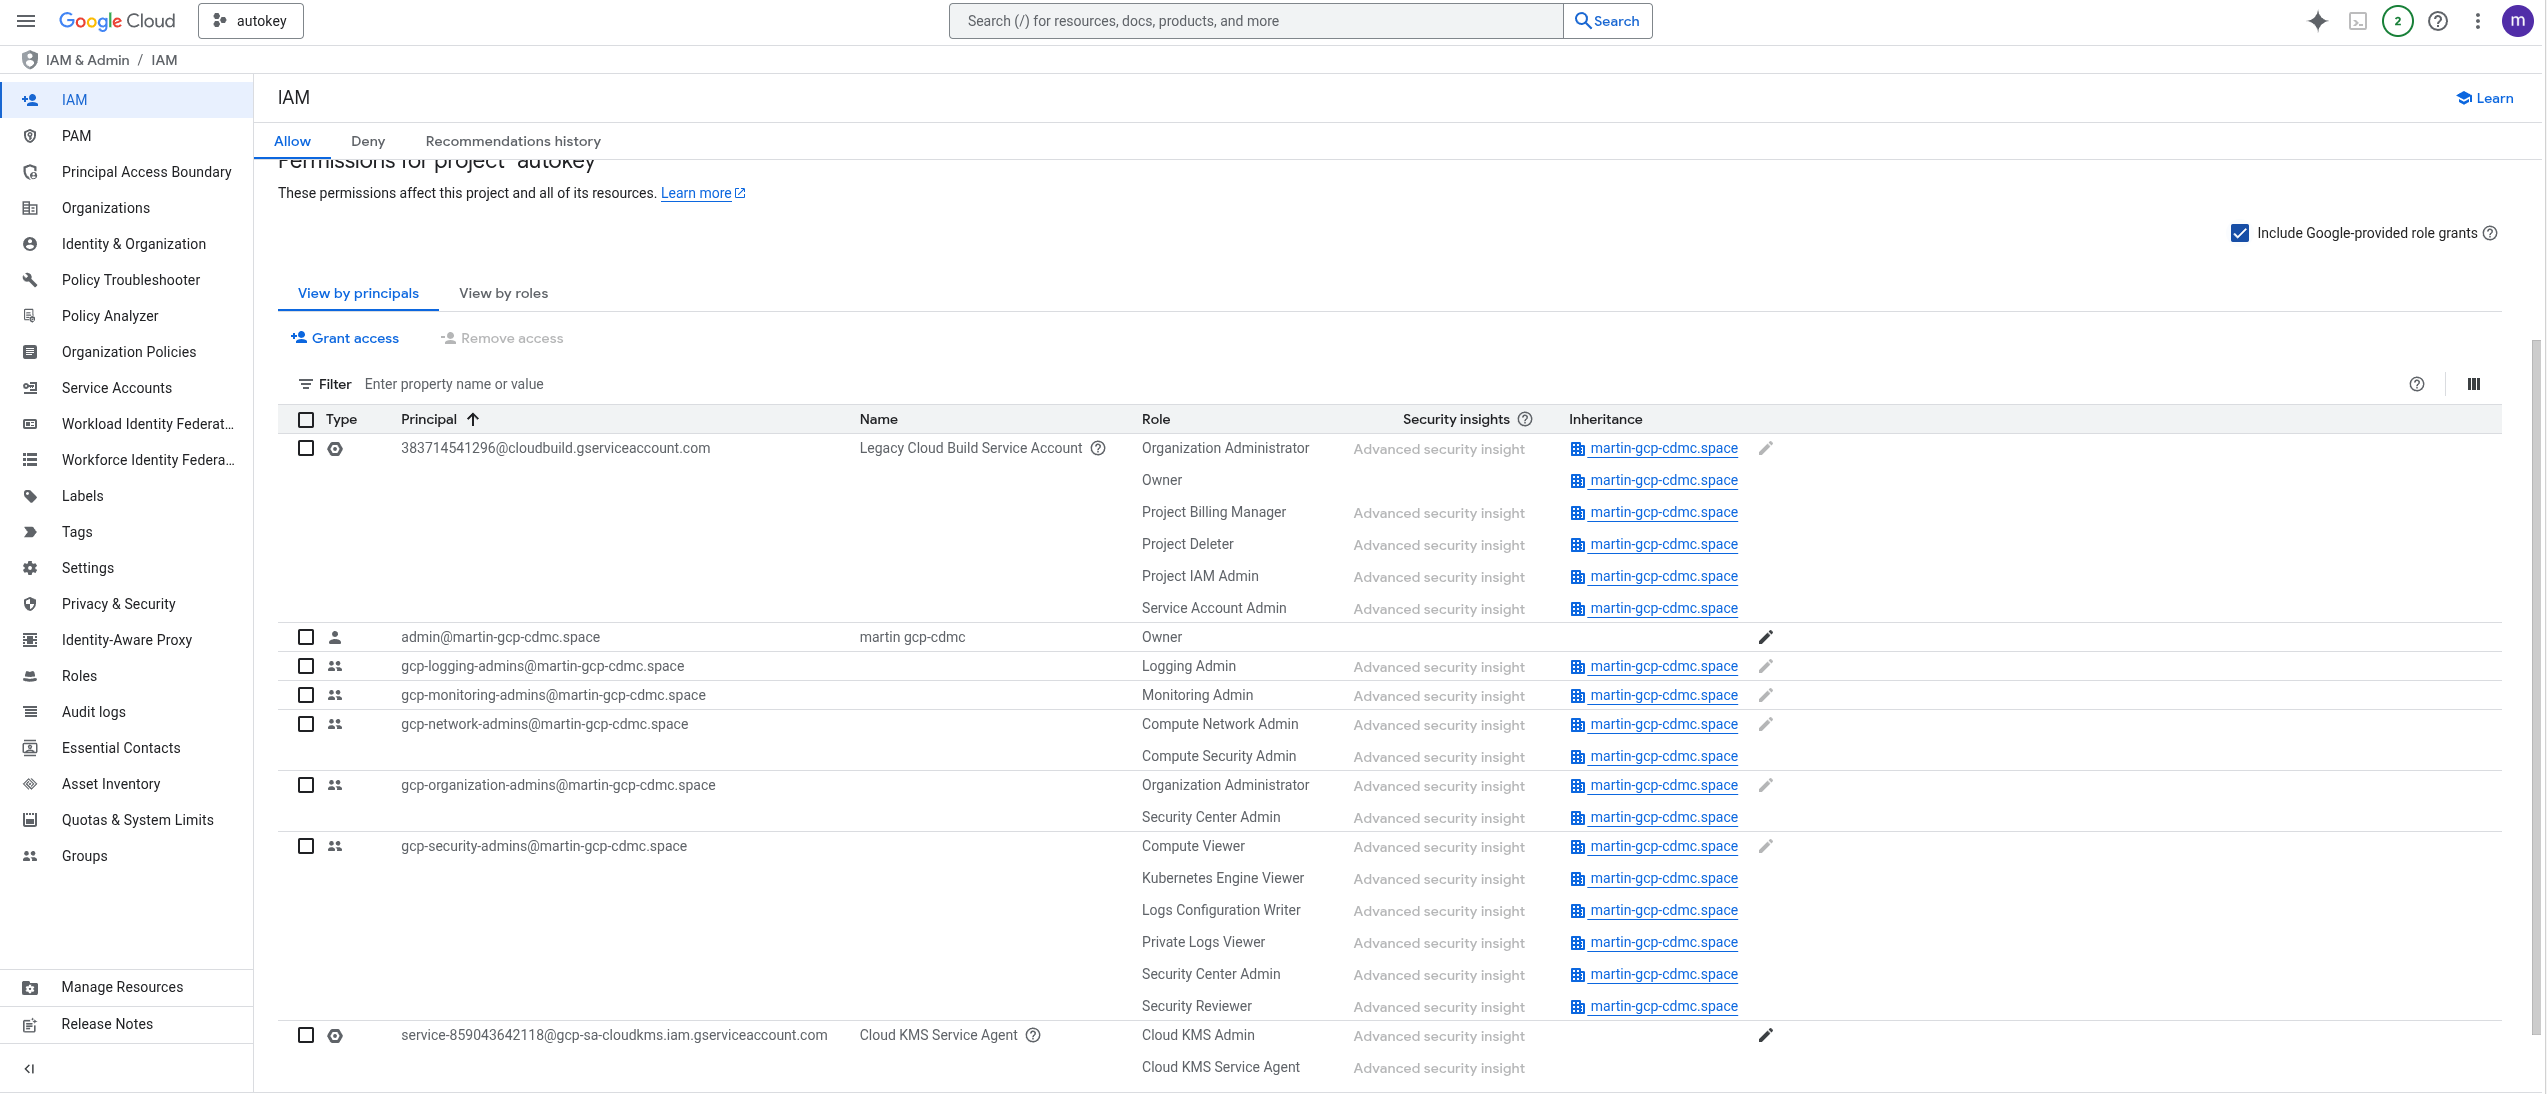 Google Cloud
autokey
Search (/) for resources, docs, products, and more
Search
2
m
IAM & Admin / IAM
IAM
PAM
Principal Access Boundary
Organizations
Identity & Organization
Policy Troubleshooter
Policy Analyzer
Organization Policies
Service Accounts
Workload Identity Federat...
Workforce Identity Federa...
Labels
Tags
Settings
Privacy & Security
Identity-Aware Proxy
Roles
Audit logs
Essential Contacts
Asset Inventory
Quotas & System Limits
Groups
Manage Resources
Release Notes
IAM
Learn
Allow Deny Recommendations history
Permissions for project "autokey"
These permissions affect this project and all of its resources. Learn more
Include Google-provided role grants
View by principals View by roles
Grant access Remove access
Filter Enter property name or value
Type Principal Name Role Security insights Inheritance
383714541296@cloudbuild.gserviceaccount.com Legacy Cloud Build Service Account Organization Administrator Advanced security insight martin-gcp-cdmc.space
Owner martin-gcp-cdmc.space
Project Billing Manager Advanced security insight martin-gcp-cdmc.space
Project Deleter Advanced security insight martin-gcp-cdmc.space
Project IAM Admin Advanced security insight martin-gcp-cdmc.space
Service Account Admin Advanced security insight martin-gcp-cdmc.space
admin@martin-gcp-cdmc.space martin gcp-cdmc Owner
gcp-logging-admins@martin-gcp-cdmc.space Logging Admin Advanced security insight martin-gcp-cdmc.space
gcp-monitoring-admins@martin-gcp-cdmc.space Monitoring Admin Advanced security insight martin-gcp-cdmc.space
gcp-network-admins@martin-gcp-cdmc.space Compute Network Admin Advanced security insight martin-gcp-cdmc.space
Compute Security Admin Advanced security insight martin-gcp-cdmc.space
gcp-organization-admins@martin-gcp-cdmc.space Organization Administrator Advanced security insight martin-gcp-cdmc.space
Security Center Admin Advanced security insight martin-gcp-cdmc.space
gcp-security-admins@martin-gcp-cdmc.space Compute Viewer Advanced security insight martin-gcp-cdmc.space
Kubernetes Engine Viewer Advanced security insight martin-gcp-cdmc.space
Logs Configuration Writer Advanced security insight martin-gcp-cdmc.space
Private Logs Viewer Advanced security insight martin-gcp-cdmc.space
Security Center Admin Advanced security insight martin-gcp-cdmc.space
Security Reviewer Advanced security insight martin-gcp-cdmc.space
service-859043642118@gcp-sa-cloudkms.iam.gserviceaccount.com Cloud KMS Service Agent Cloud KMS Admin Advanced security insight
Cloud KMS Service Agent Advanced security insight